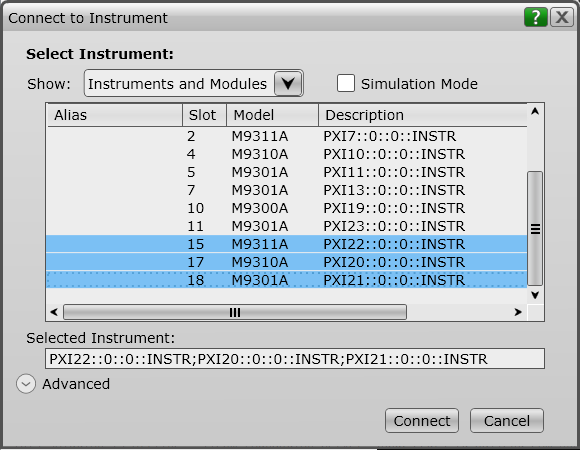 Connect to Instrument ? X
Select Instrument:
Show: Instruments and Modules Simulation Mode
Alias Slot Model Description
2 M9311A PXI7::0::0::INSTR
4 M9310A PXI10::0::0::INSTR
5 M9301A PXI11::0::0::INSTR
7 M9301A PXI13::0::0::INSTR
10 M9300A PXI19::0::0::INSTR
11 M9301A PXI23::0::0::INSTR
15 M9311A PXI22::0::0::INSTR
17 M9310A PXI20::0::0::INSTR
18 M9301A PXI21::0::0::INSTR
Selected Instrument:
PXI22::0::0::INSTR;PXI20::0::0::INSTR;PXI21::0::0::INSTR
Advanced
Connect Cancel